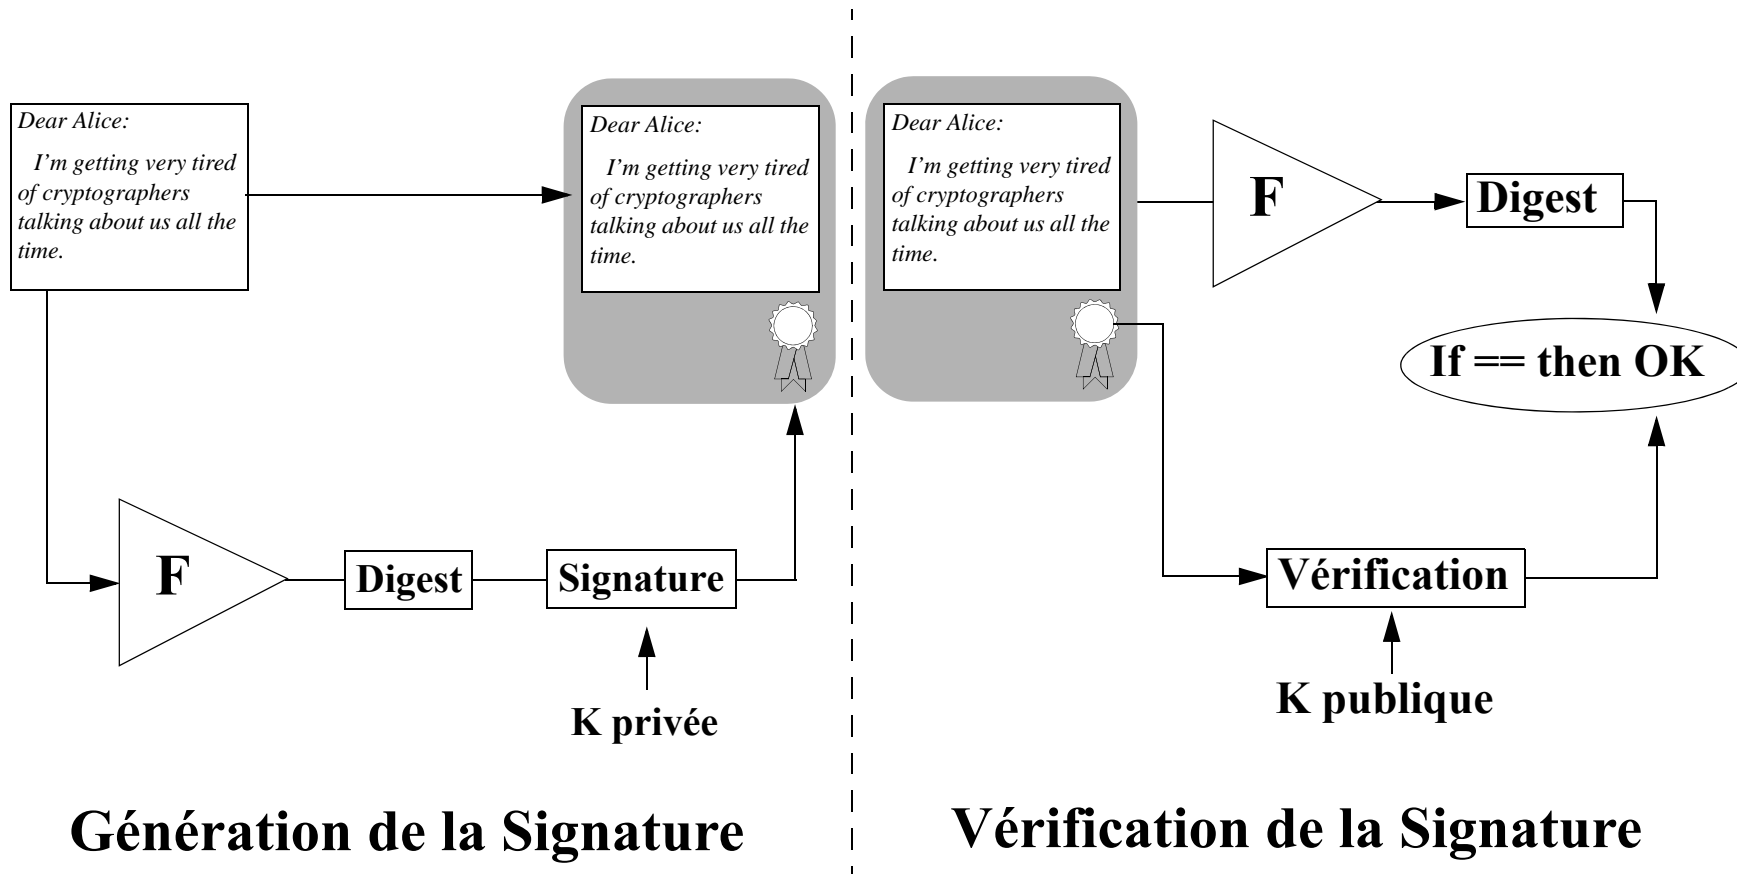 Dear Alice:
I'm getting very tired
of cryptographers
talking about us all the
time.
Dear Alice:
I'm getting very tired
of cryptographers
talking about us all the
time.
F
Digest
Signature
K privée
Génération de la Signature
Dear Alice:
I'm getting very tired
of cryptographers
talking about us all the
time.
F
Digest
If == then OK
Vérification
K publique
Vérification de la Signature